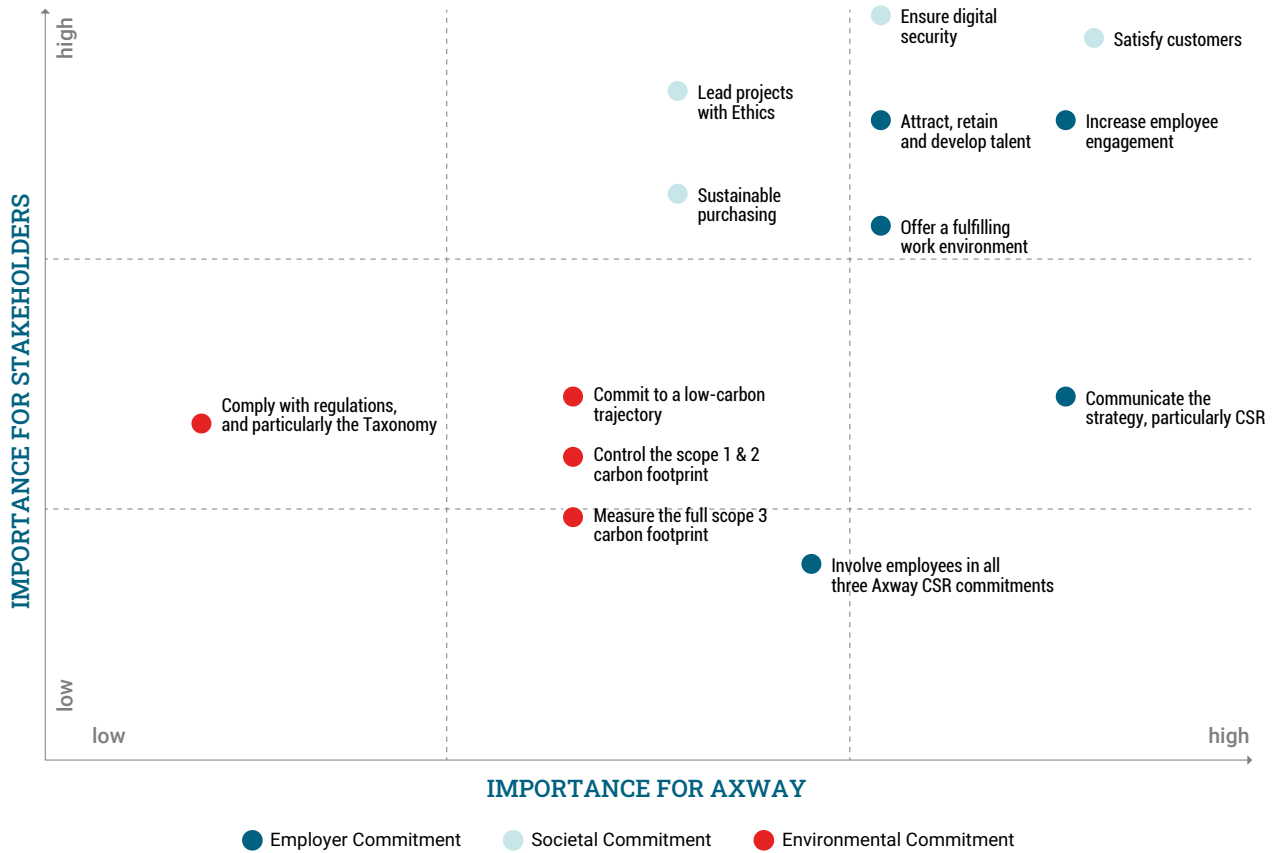 high
Ensure digital
security
Satisfy customers
Lead projects
with Ethics
Attract, retain
and develop talent
Increase employee
engagement
Sustainable
purchasing
Offer a fulfilling
work environment
IMPORTANCE FOR STAKEHOLDERS
Comply with regulations,
and particularly the Taxonomy
Commit to a low-carbon
trajectory
Communicate the
strategy, particularly CSR
Control the scope 1 & 2
carbon footprint
Measure the full scope 3
carbon footprint
Involve employees in all
three Axway CSR commitments
low
low
high
IMPORTANCE FOR AXWAY
Employer Commitment
Societal Commitment
Environmental Commitment